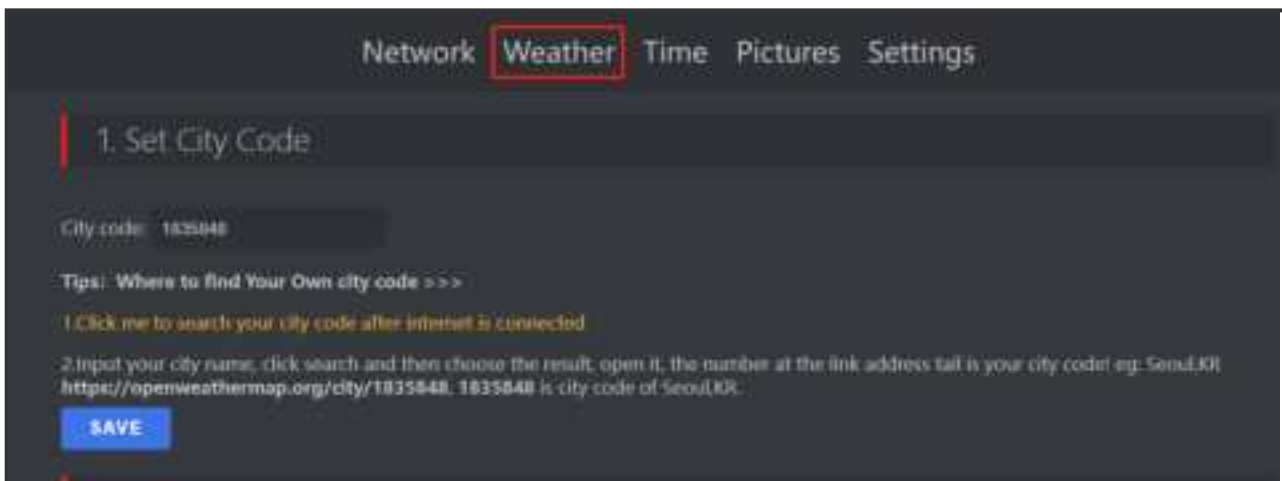 Network Weather Time Pictures Settings
1. Set City Code
City code: 1835848
Tips: Where to find Your Own city code >>>
1.Click me to search your city code after internet is connected
2.Input your city name, click search and then choose the result, open it, the number at the link address tail is your city code! eg: Seoul,KR
https://openweathermap.org/city/1835848, 1835848 is city code of Seoul,KR.
SAVE